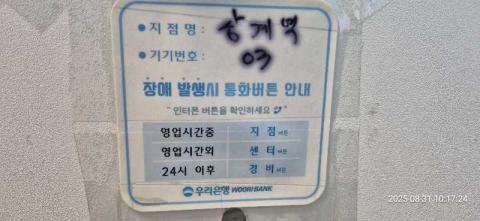 • 지점명 : 상계역
• 기기번호 : 03
장애 발생시 통화버튼 안내
"인터폰 버튼을 확인하세요"
영업시간중 지점버튼
영업시간외 센터버튼
24시 이후 경비버튼
우리은행 WOORI BANK
2025-08-31 10:17:24